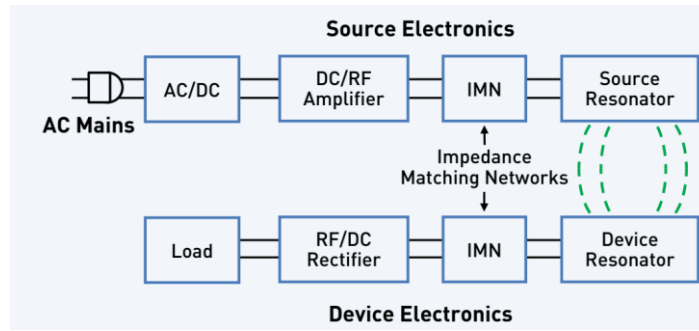 Source Electronics
AC/DC
DC/RF
Amplifier
IMN
Source
Resonator
AC Mains
Impedance
Matching Networks
Load
RF/DC
Rectifier
IMN
Device
Resonator
Device Electronics